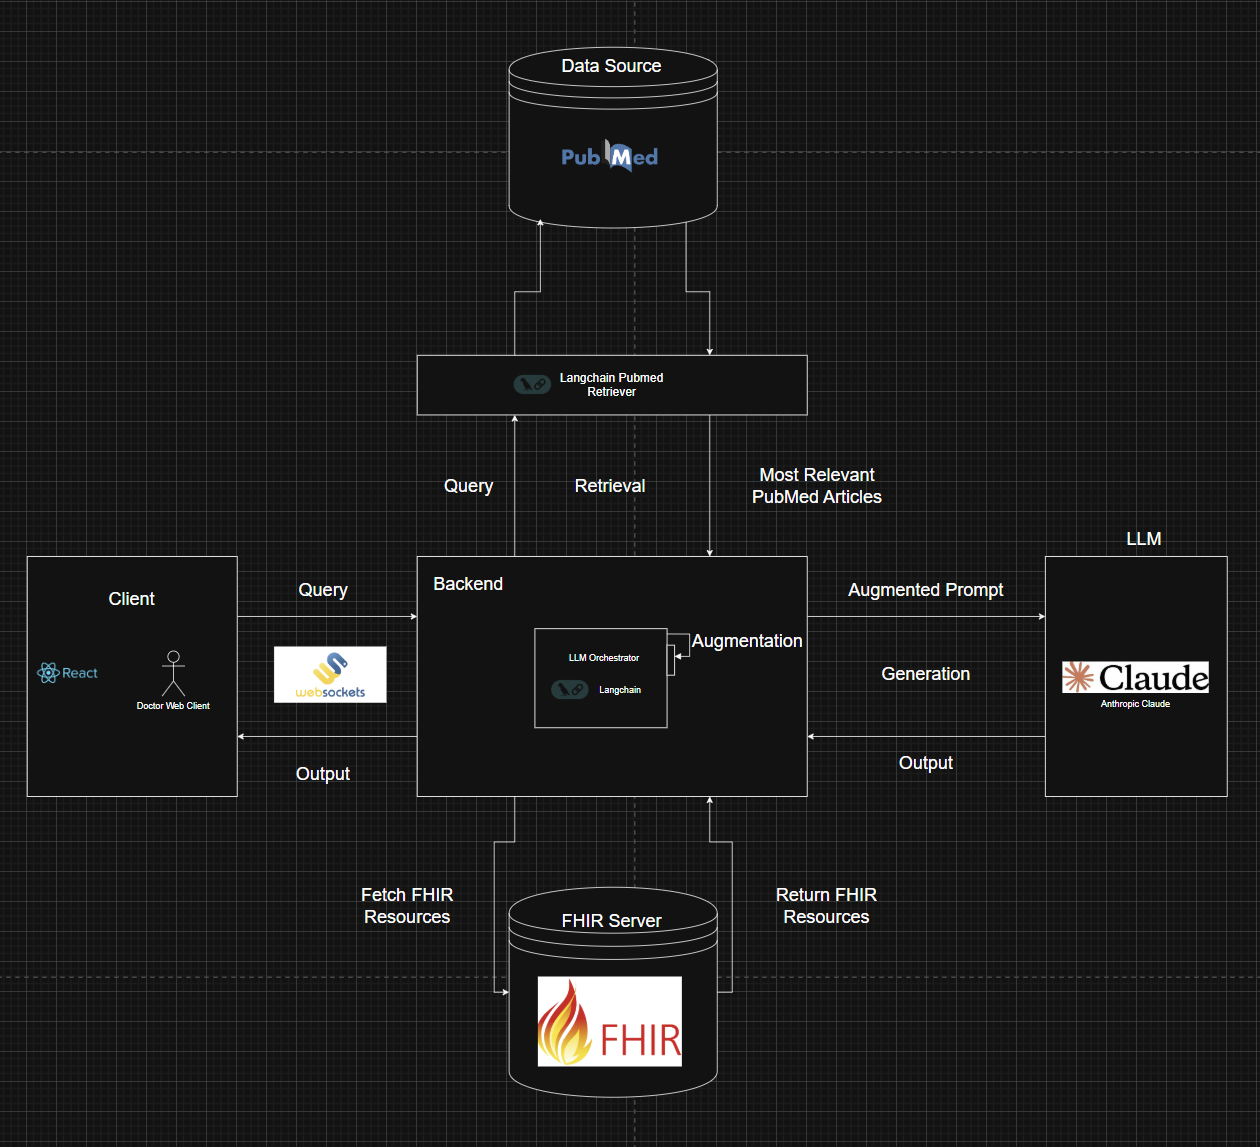 Data Source
PubMed
Langchain Pubmed
Retriever
Query
Retrieval
Most Relevant
PubMed Articles
LLM
Client
Query
Backend
Augmented Prompt
Augmentation
LLM Orchestrator
React
websockets
Langchain
Generation
Claude
Doctor Web Client
Anthropic Claude
Output
Output
Fetch FHIR
Resources
Return FHIR
Resources
FHIR Server
FHIR